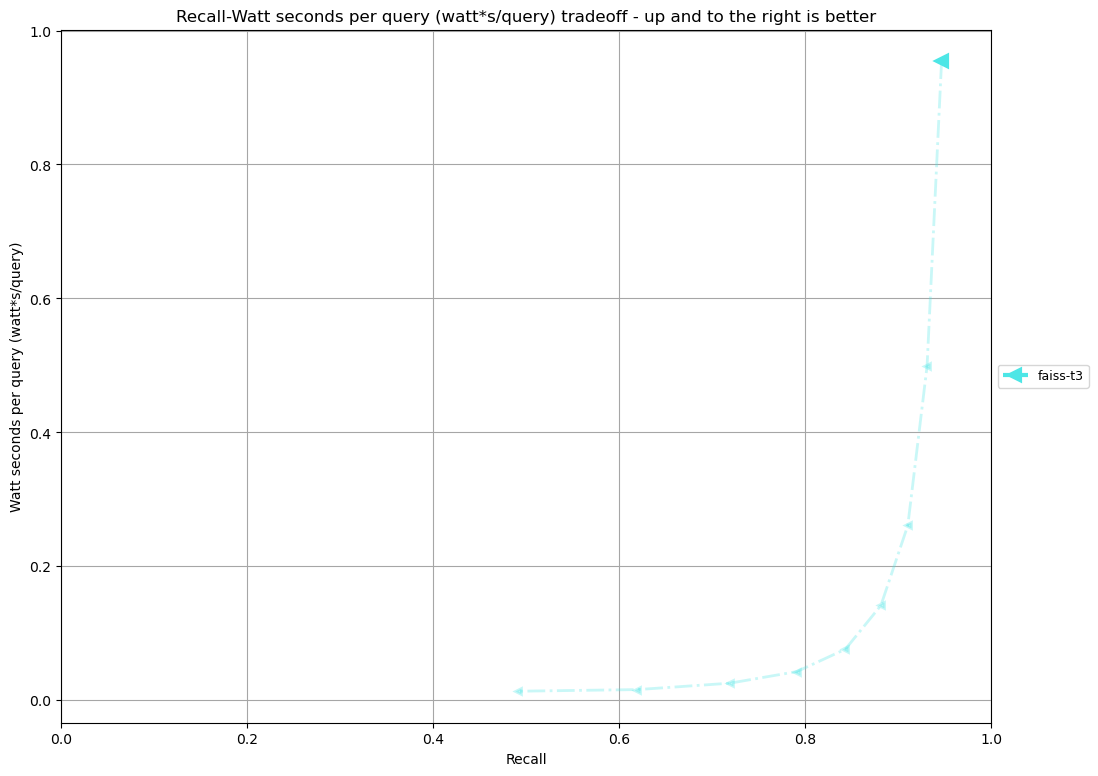 Recall-Watt seconds per query (watt*s/query) tradeoff - up and to the right is better
1.0
0.8
0.6
0.4
0.2
0.0
Watt seconds per query (watt*s/query)
0.0 0.2 0.4 0.6 0.8 1.0
Recall
faiss-t3